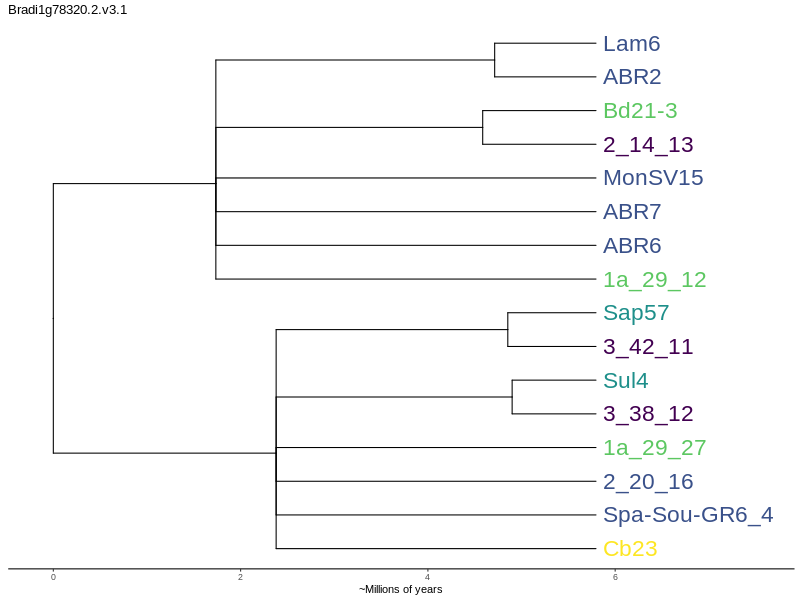 Bradi1g78320.2.v3.1
Lam6
ABR2
Bd21-3
2_14_13
MonSV15
ABR7
ABR6
1a_29_12
Sap57
3_42_11
Sul4
3_38_12
1a_29_27
2_20_16
Spa-Sou-GR6_4
Cb23
0 2 4 6
~Millions of years